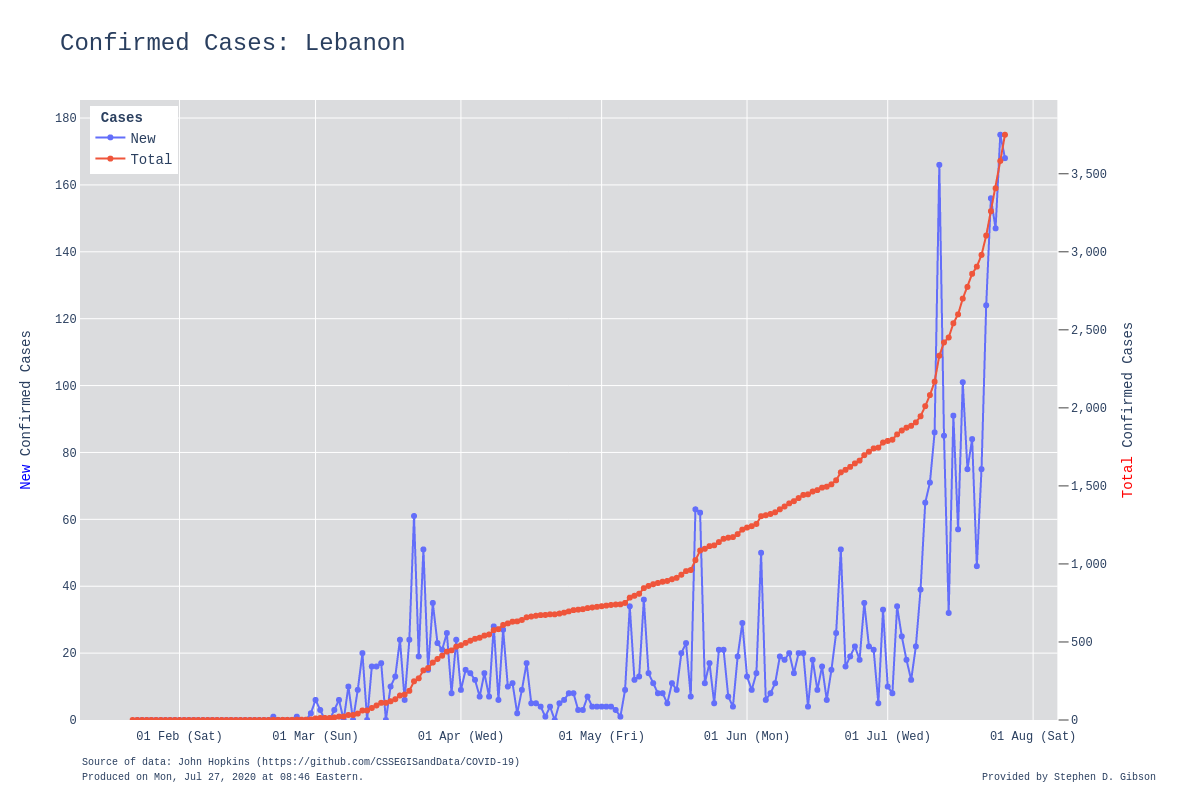 Confirmed Cases: Lebanon
Cases
New
Total
180
160
140
120
100
80
60
40
20
0
3,500
3,000
2,500
2,000
1,500
1,000
500
0
New Confirmed Cases
Total Confirmed Cases
01 Feb (Sat) 01 Mar (Sun) 01 Apr (Wed) 01 May (Fri) 01 Jun (Mon) 01 Jul (Wed) 01 Aug (Sat)
Source of data: John Hopkins (https://github.com/CSSEGISandData/COVID-19)
Produced on Mon, Jul 27, 2020 at 08:46 Eastern.
Provided by Stephen D. Gibson